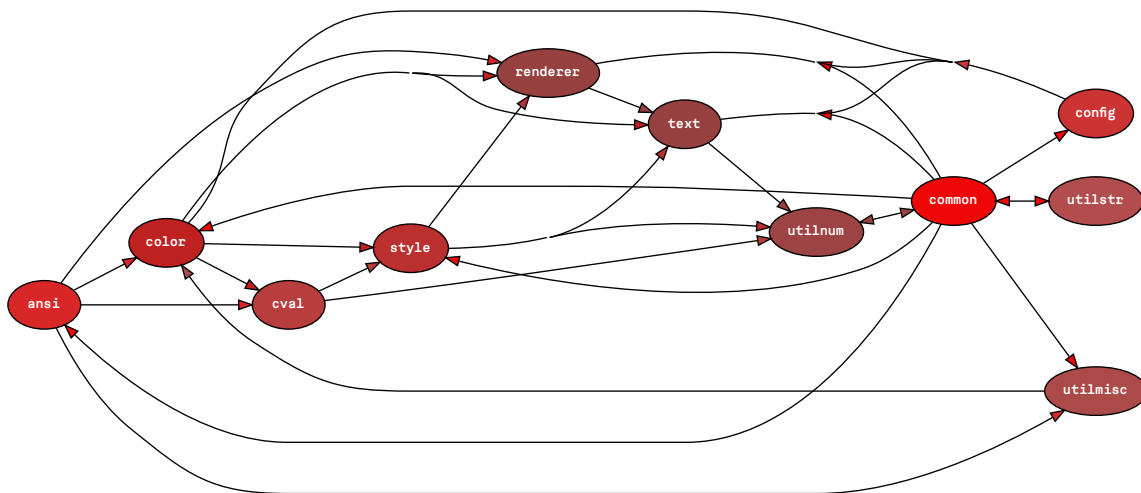 renderer
config
text
common
utilstr
utilnum
color
style
ansi
cval
utilmisc